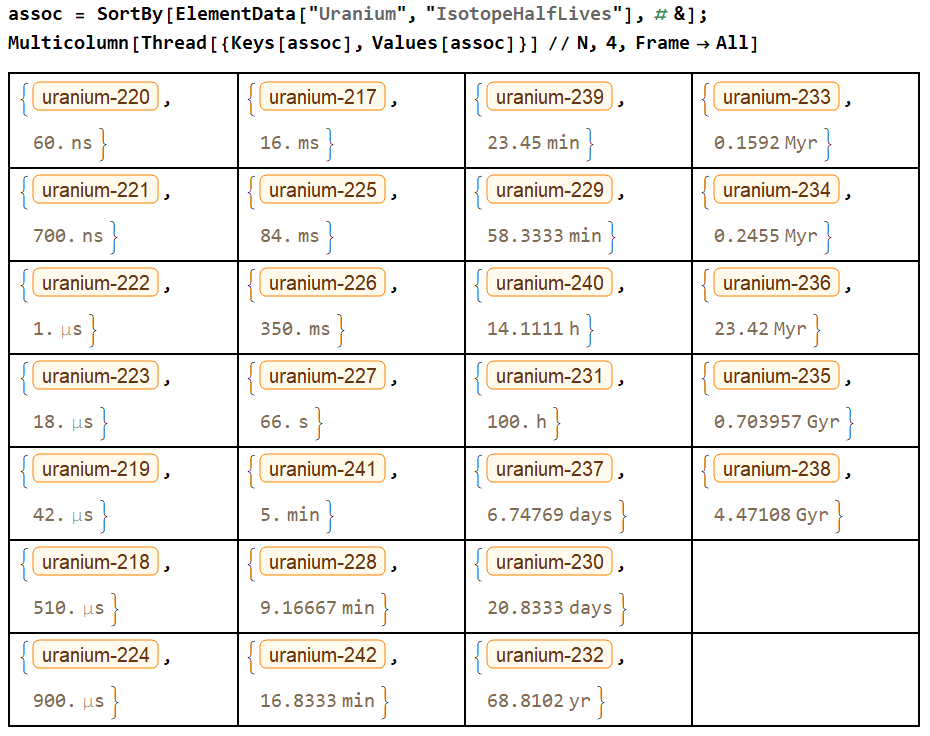 assoc = SortBy[ElementData["Uranium", "IsotopeHalfLives"], # &];
Multicolumn[Thread[{Keys[assoc], Values[assoc]}] // N, 4, Frame → All]
{ uranium-220 ,
60. ns }
{ uranium-217 ,
16. ms }
{ uranium-239 ,
23.45 min }
{ uranium-233 ,
0.1592 Myr }
{ uranium-221 ,
700. ns }
{ uranium-225 ,
84. ms }
{ uranium-229 ,
58.3333 min }
{ uranium-234 ,
0.2455 Myr }
{ uranium-222 ,
1. μs }
{ uranium-226 ,
350. ms }
{ uranium-240 ,
14.1111 h }
{ uranium-236 ,
23.42 Myr }
{ uranium-223 ,
18. μs }
{ uranium-227 ,
66. s }
{ uranium-231 ,
100. h }
{ uranium-235 ,
0.703957 Gyr }
{ uranium-219 ,
42. μs }
{ uranium-241 ,
5. min }
{ uranium-237 ,
6.74769 days }
{ uranium-238 ,
4.47108 Gyr }
{ uranium-218 ,
510. μs }
{ uranium-228 ,
9.16667 min }
{ uranium-230 ,
20.8333 days }
{ uranium-224 ,
900. μs }
{ uranium-242 ,
16.8333 min }
{ uranium-232 ,
68.8102 yr }